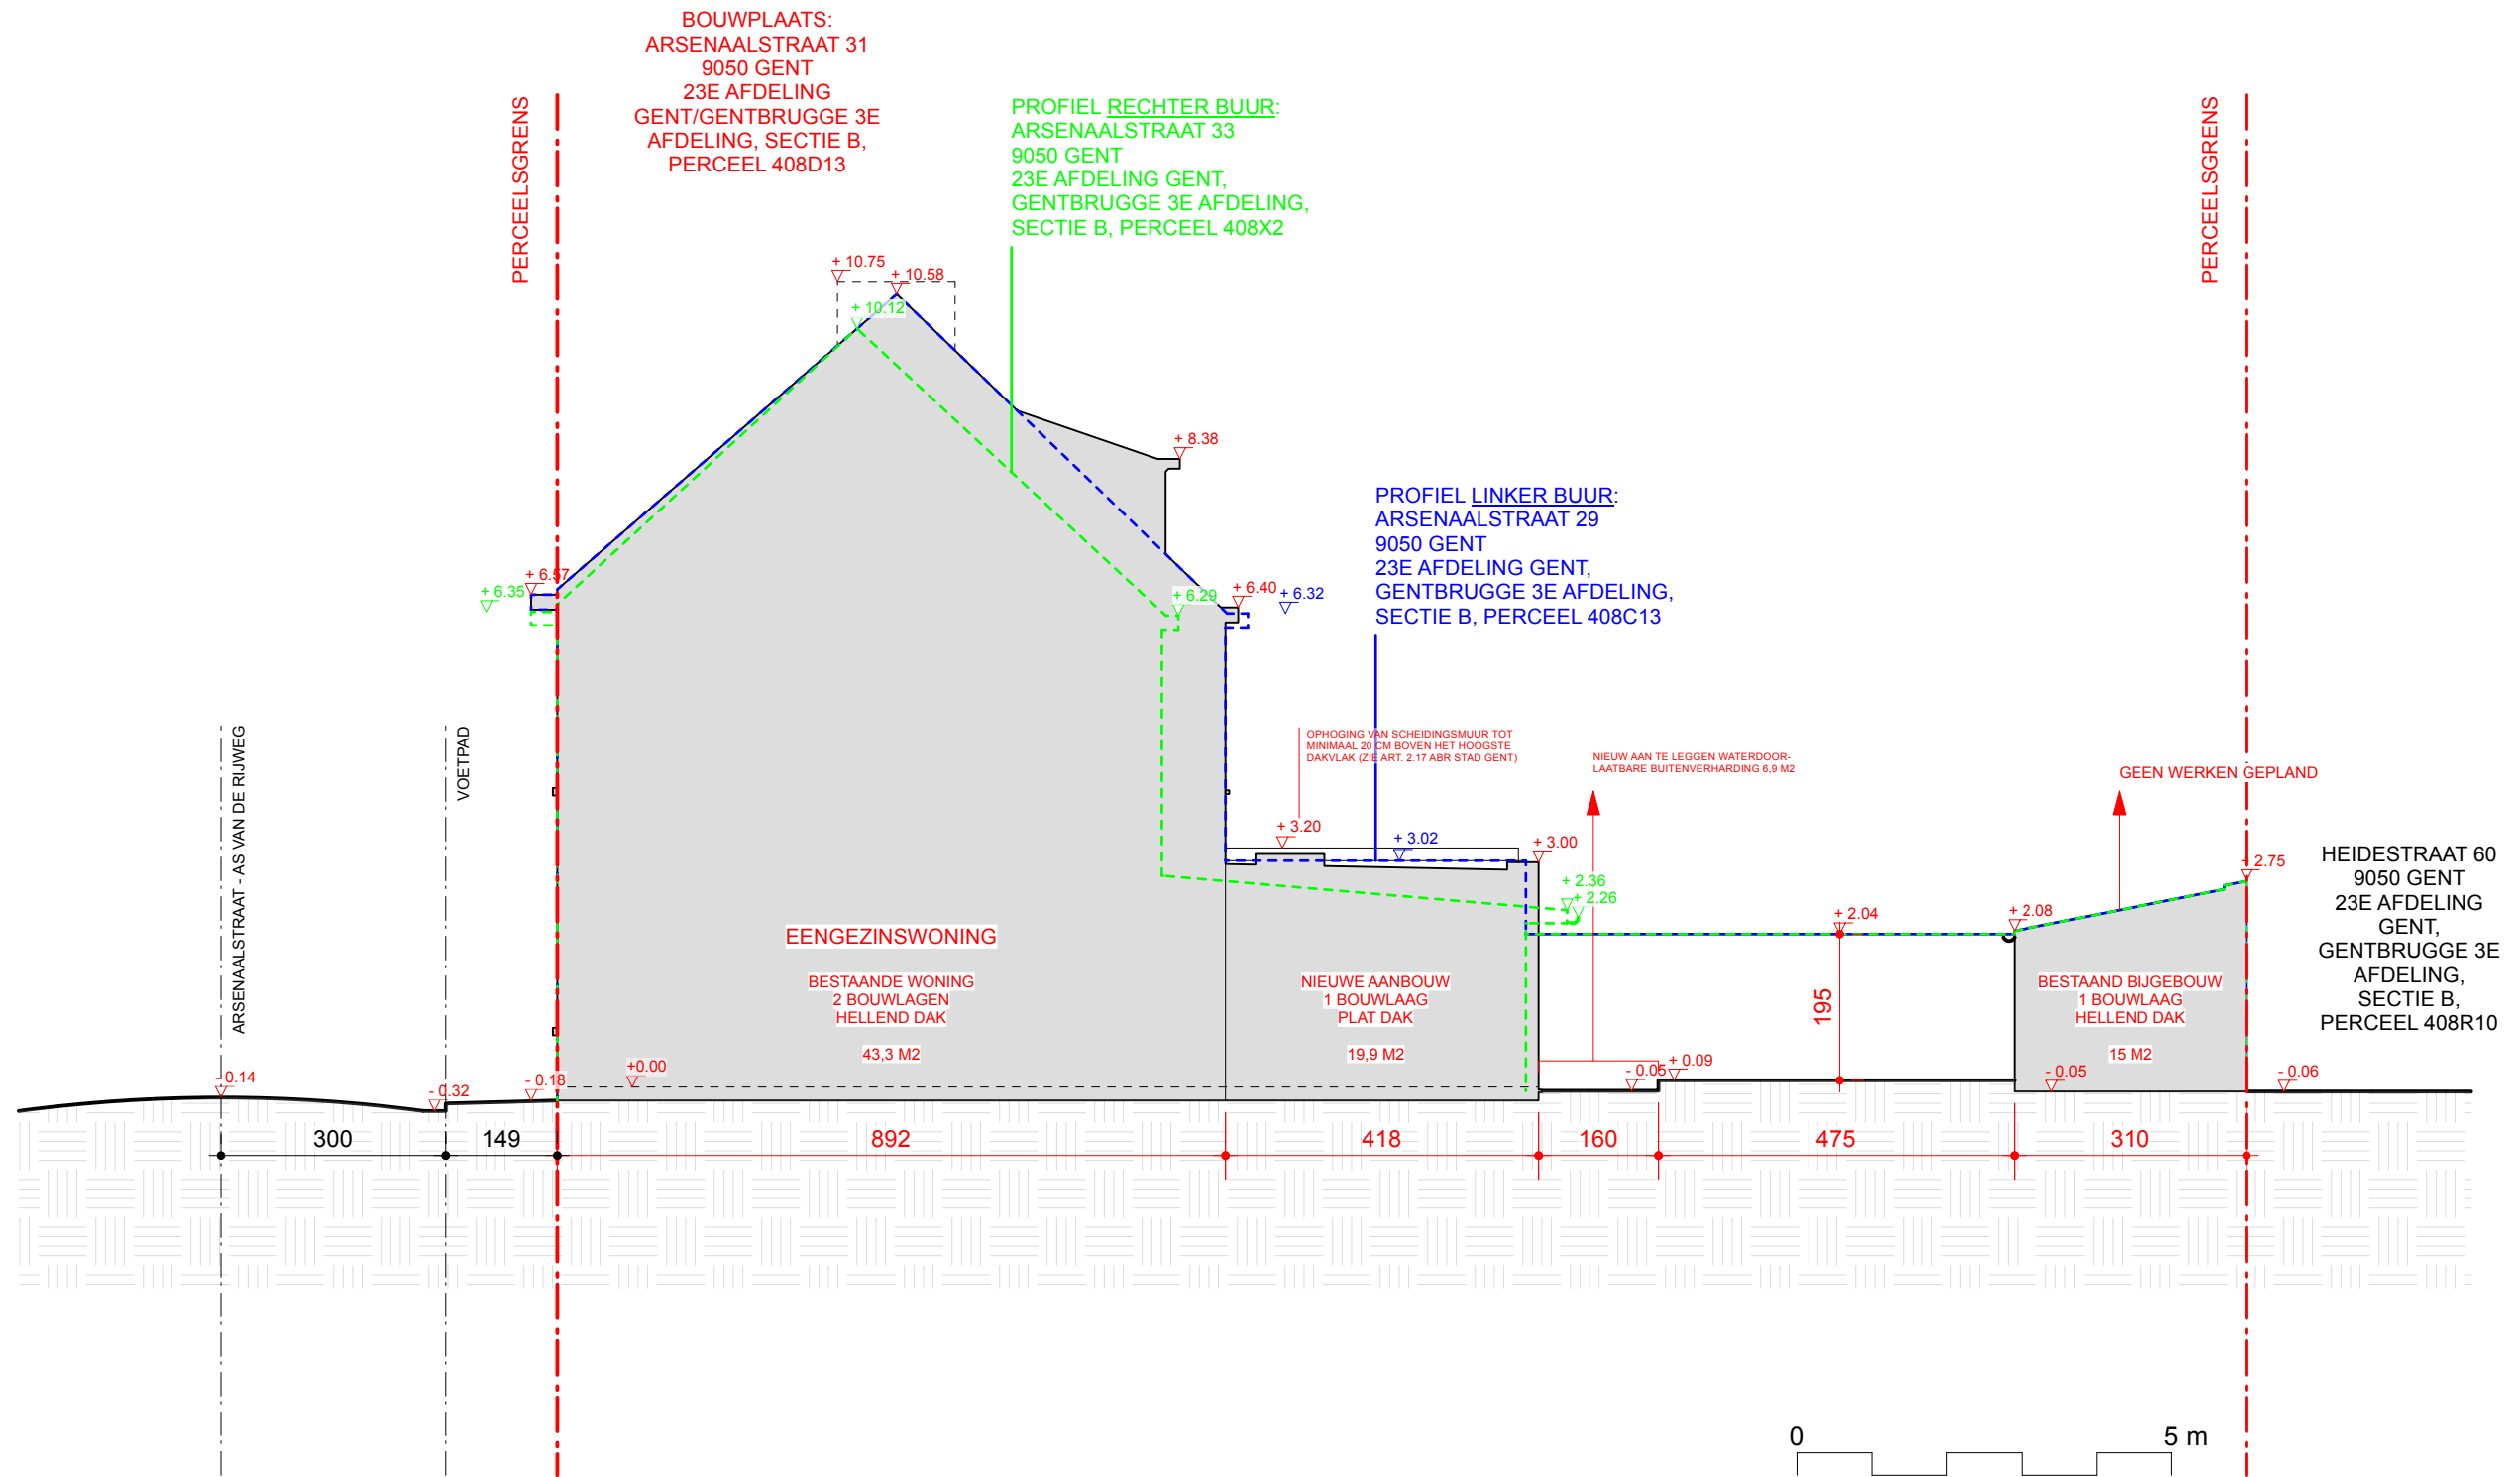 BOUWPLAATS:
ARSENAALSTRAAT 31
9050 GENT
23E AFDELING
GENT/GENTBRUGGE 3E
AFDELING, SECTIE B,
PERCEEL 408D13
PERCEELSGRENS
PROFIEL RECHTER BUUR:
ARSENAALSTRAAT 33
9050 GENT
23E AFDELING GENT,
GENTBRUGGE 3E AFDELING,
SECTIE B, PERCEEL 408X2
PERCEELSGRENS
+ 10.75
+ 10.58
+ 10.12
+ 8.38
PROFIEL LINKER BUUR:
ARSENAALSTRAAT 29
9050 GENT
23E AFDELING GENT,
GENTBRUGGE 3E AFDELING,
SECTIE B, PERCEEL 408C13
+ 6.57
+ 6.35
+ 6.29
+ 6.40
+ 6.32
ARSENAALSTRAAT - AS VAN DE RIJWEG
VOETPAD
OPHOGING VAN SCHEIDINGSMUUR TOT
MINIMAAL 20 CM BOVEN HET HOOGSTE
DAKVLAK (ZIE ART. 2.17 ABR STAD GENT)
NIEUW AAN TE LEGGEN WATERDOOR-
LAATBARE BUITENVERHARDING 6,9 M2
GEEN WERKEN GEPLAND
+ 3.20
+ 3.02
+ 3.00
+ 2.75
+ 2.36
+ 2.26
+ 2.04
+ 2.08
HEIDESTRAAT 60
9050 GENT
23E AFDELING
GENT,
GENTBRUGGE 3E
AFDELING,
SECTIE B,
PERCEEL 408R10
EENGEZINSWONING
BESTAANDE WONING
2 BOUWLAGEN
HELLEND DAK
43,3 M2
NIEUWE AANBOUW
1 BOUWLAAG
PLAT DAK
19,9 M2
195
BESTAAND BIJGEBOUW
1 BOUWLAAG
HELLEND DAK
15 M2
- 0.14
- 0.32
- 0.18
+0.00
- 0.05
+ 0.09
- 0.05
- 0.06
300
149
892
418
160
475
310
0
5 m